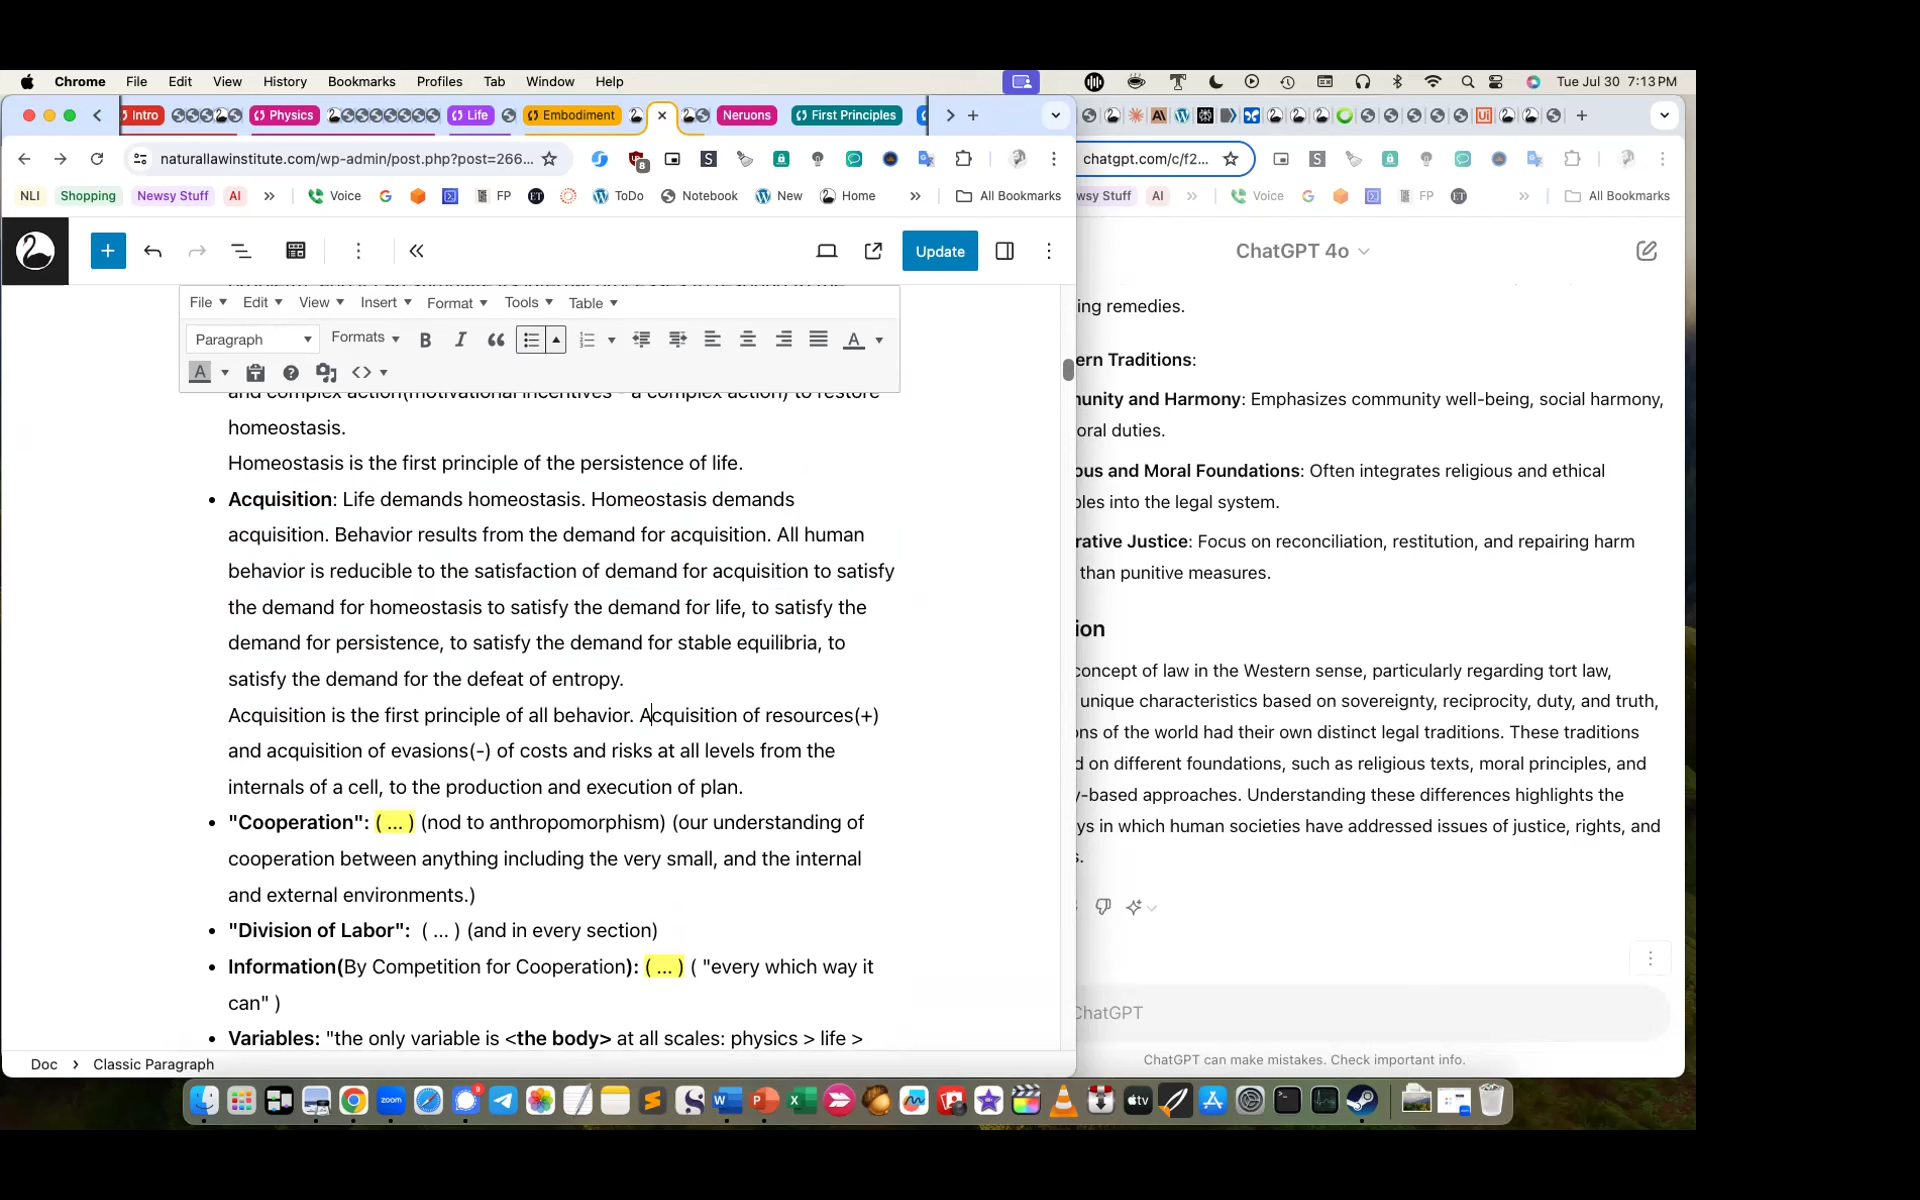 Chrome File Edit View History Bookmarks Profiles Tab Window Help Tue Jul 30 7:13 PM
Intro Physics Life Embodiment Neruons First Principles
naturallawinstitute.com/wp-admin/post.php?post=266...
8
chatgpt.com/c/f2...
NLI Shopping Newsy Stuff AI » Voice FP ET ToDo Notebook New Home » All Bookmarks
wsy Stuff AI » Voice FP ET » All Bookmarks
Update
File Edit View Insert Format Tools Table
Paragraph Formats B I A
A
and complex action(motivational incentives - a complex action) to restore
homeostasis.
Homeostasis is the first principle of the persistence of life.
• Acquisition: Life demands homeostasis. Homeostasis demands
acquisition. Behavior results from the demand for acquisition. All human
behavior is reducible to the satisfaction of demand for acquisition to satisfy
the demand for homeostasis to satisfy the demand for life, to satisfy the
demand for persistence, to satisfy the demand for stable equilibria, to
satisfy the demand for the defeat of entropy.
Acquisition is the first principle of all behavior. Acquisition of resources(+)
and acquisition of evasions(-) of costs and risks at all levels from the
internals of a cell, to the production and execution of plan.
• "Cooperation": ( ... ) (nod to anthropomorphism) (our understanding of
cooperation between anything including the very small, and the internal
and external environments.)
• "Division of Labor": ( ... ) (and in every section)
• Information(By Competition for Cooperation): ( ... ) ( "every which way it
can" )
• Variables: "the only variable is <the body> at all scales: physics > life >
Doc > Classic Paragraph
ChatGPT 4o
ing remedies.
ern Traditions:
unity and Harmony: Emphasizes community well-being, social harmony,
oral duties.
ous and Moral Foundations: Often integrates religious and ethical
ples into the legal system.
rative Justice: Focus on reconciliation, restitution, and repairing harm
than punitive measures.
ion
concept of law in the Western sense, particularly regarding tort law,
unique characteristics based on sovereignty, reciprocity, duty, and truth,
ons of the world had their own distinct legal traditions. These traditions
d on different foundations, such as religious texts, moral principles, and
y-based approaches. Understanding these differences highlights the
ys in which human societies have addressed issues of justice, rights, and
s.
ChatGPT
ChatGPT can make mistakes. Check important info.
zoom W P X tv